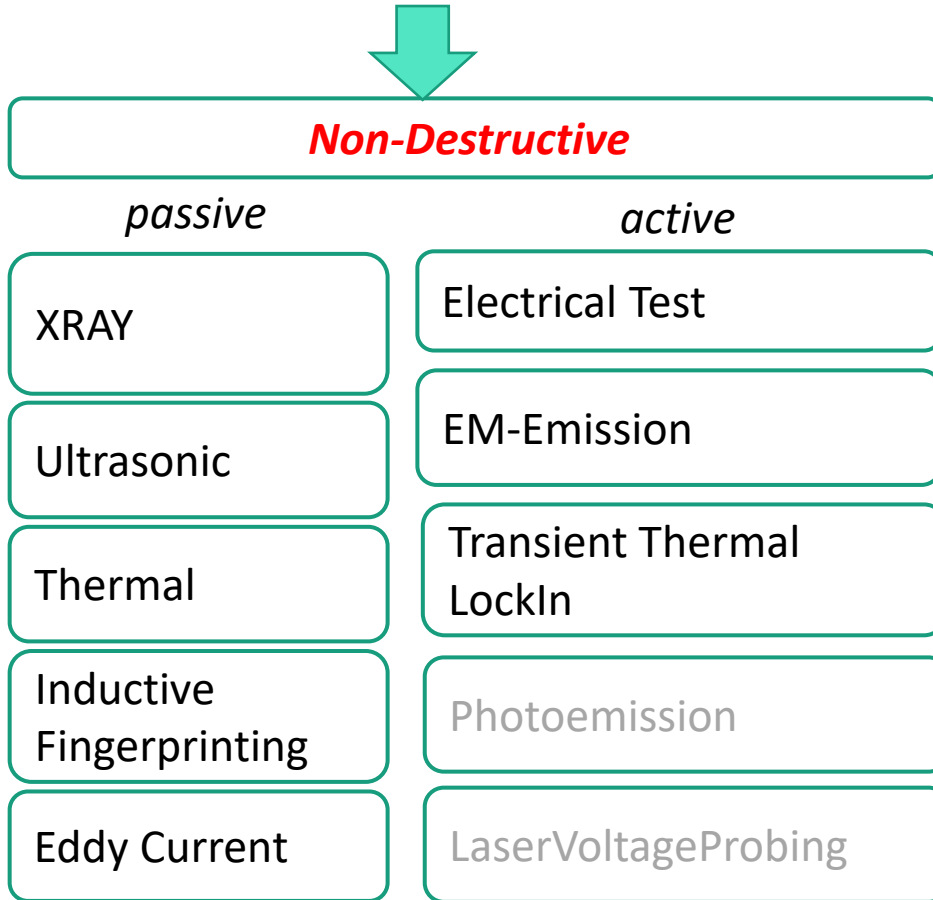 Non-Destructive
passive
active
XRAY
Electrical Test
Ultrasonic
EM-Emission
Thermal
Transient Thermal
LockIn
Inductive
Fingerprinting
Photoemission
Eddy Current
LaserVoltageProbing